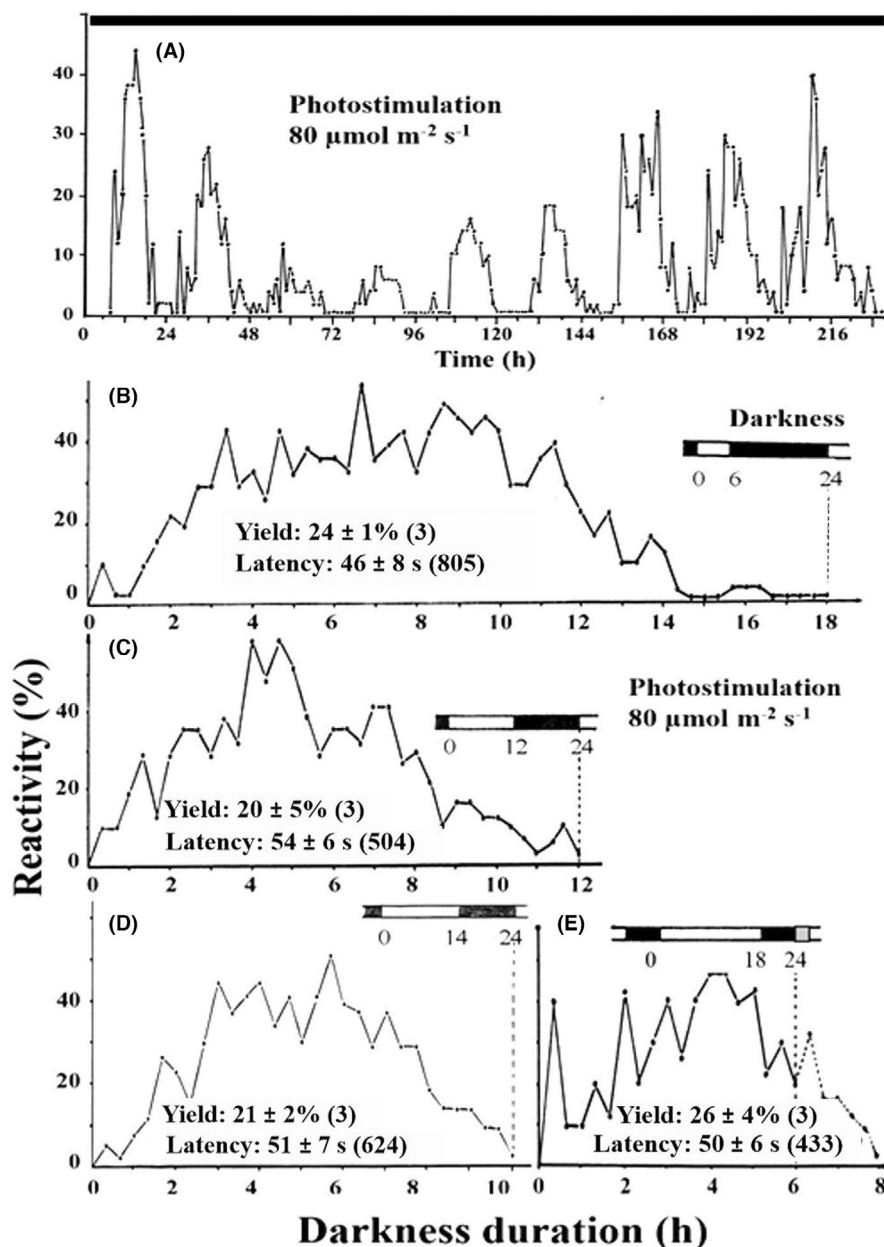 (A)
Photostimulation
80 µmol m-2 s-1
40
30
20
10
0
0 24 48 72 96 120 144 168 192 216
Time (h)
(B)
Darkness
0 6 24
40
20
0
Yield: 24 ± 1% (3)
Latency: 46 ± 8 s (805)
0 2 4 6 8 10 12 14 16 18
(C)
Photostimulation
80 µmol m-2 s-1
0 12 24
40
20
0
Yield: 20 ± 5% (3)
Latency: 54 ± 6 s (504)
0 2 4 6 8 10 12
Reactivity (%)
(D)
0 14 24
40
20
0
Yield: 21 ± 2% (3)
Latency: 51 ± 7 s (624)
0 2 4 6 8 10
(E)
0 18 24
Yield: 26 ± 4% (3)
Latency: 50 ± 6 s (433)
0 2 4 6 8
Darkness duration (h)